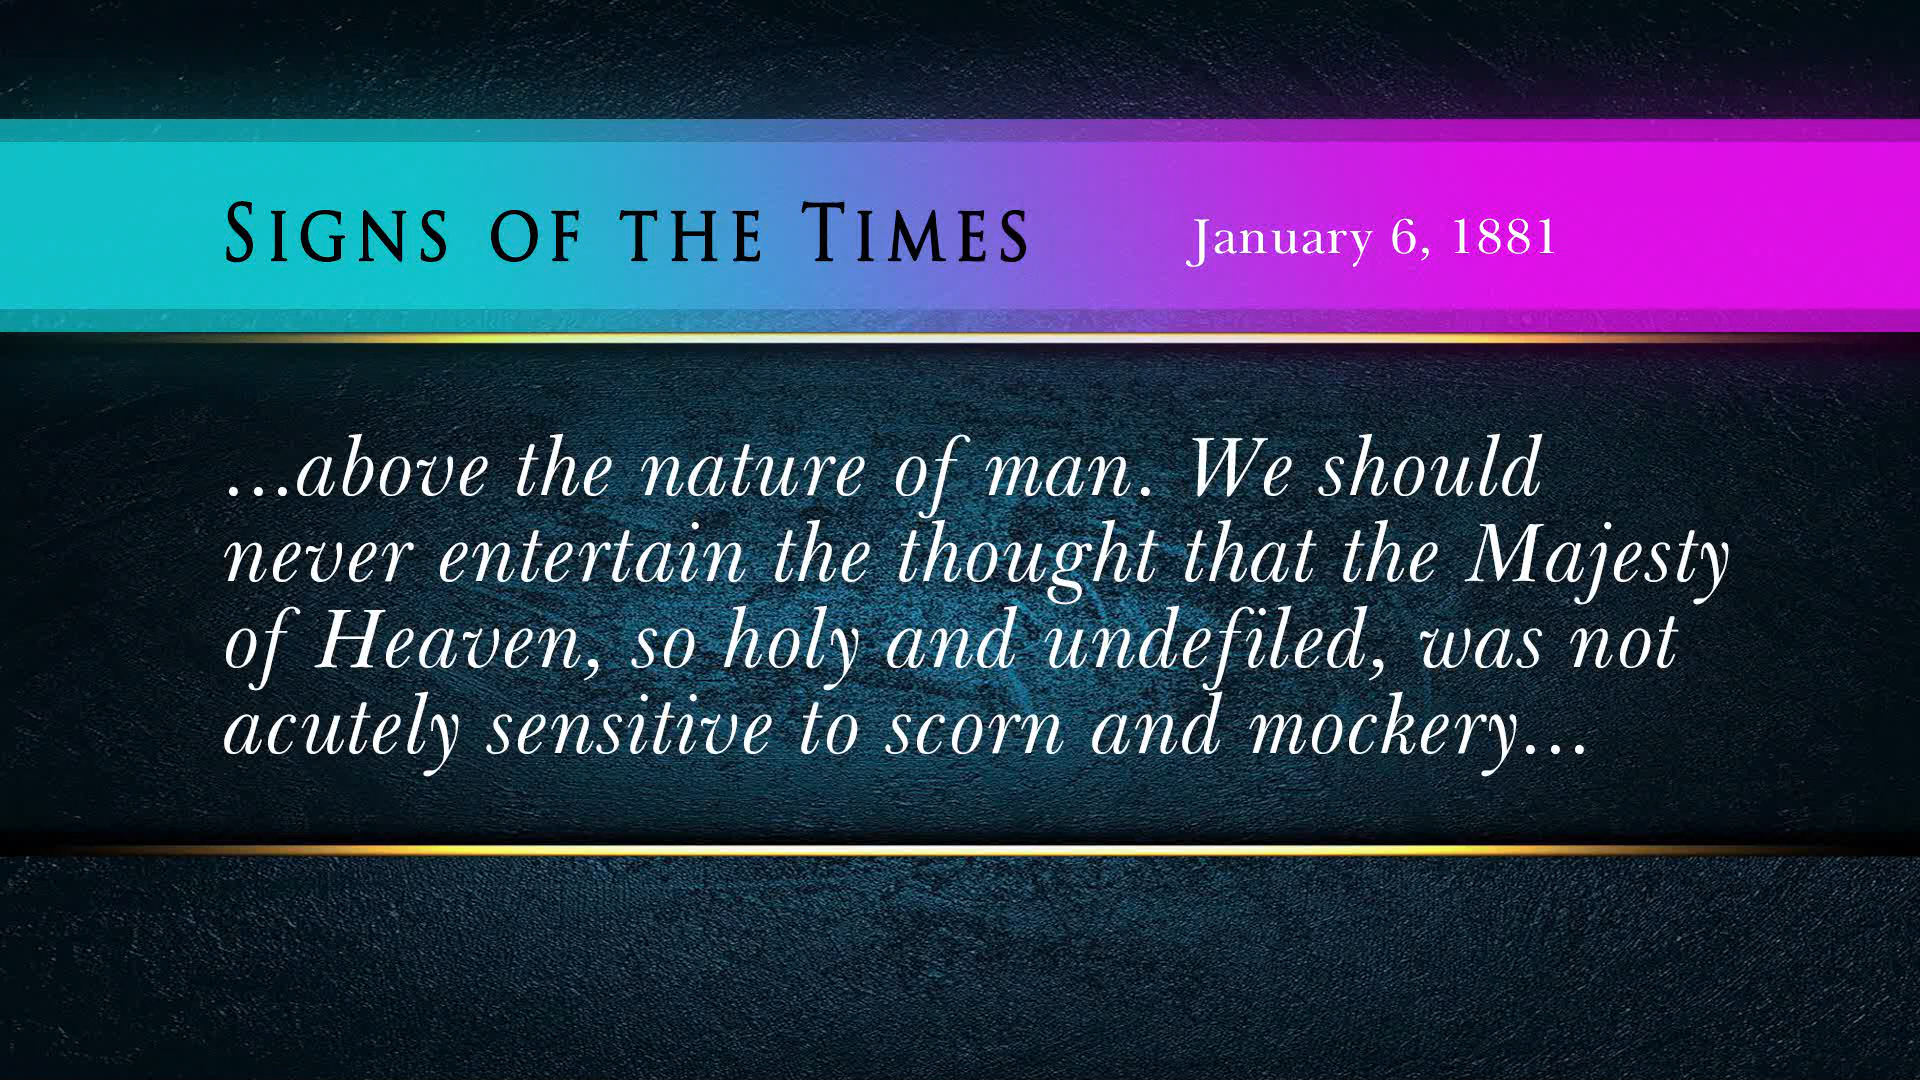 Signs of the Times January 6, 1881
...above the nature of man. We should
never entertain the thought that the Majesty
of Heaven, so holy and undefiled, was not
acutely sensitive to scorn and mockery...